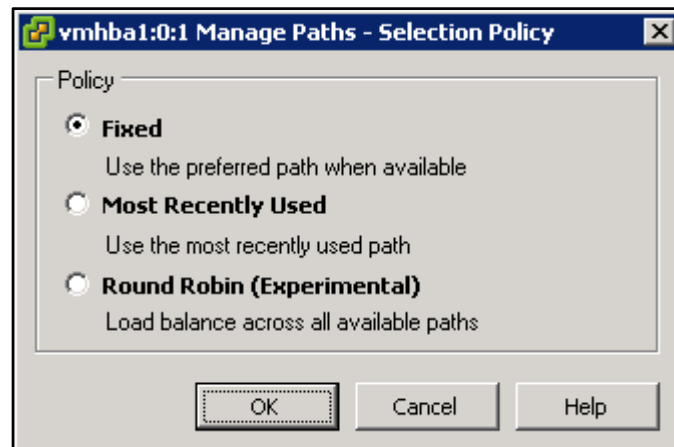 vmhba1:0:1 Manage Paths - Selection Policy
Policy
Fixed
Use the preferred path when available
Most Recently Used
Use the most recently used path
Round Robin (Experimental)
Load balance across all available paths
OK Cancel Help